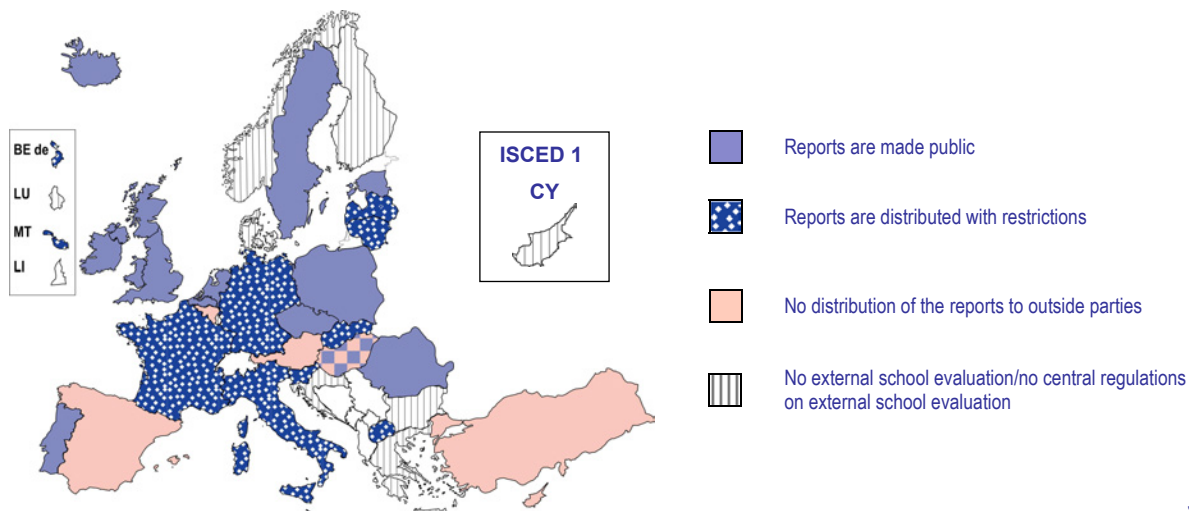 BE de
LU
MT
LI
ISCED 1
CY
Reports are made public
Reports are distributed with restrictions
No distribution of the reports to outside parties
No external school evaluation/no central regulations
on external school evaluation